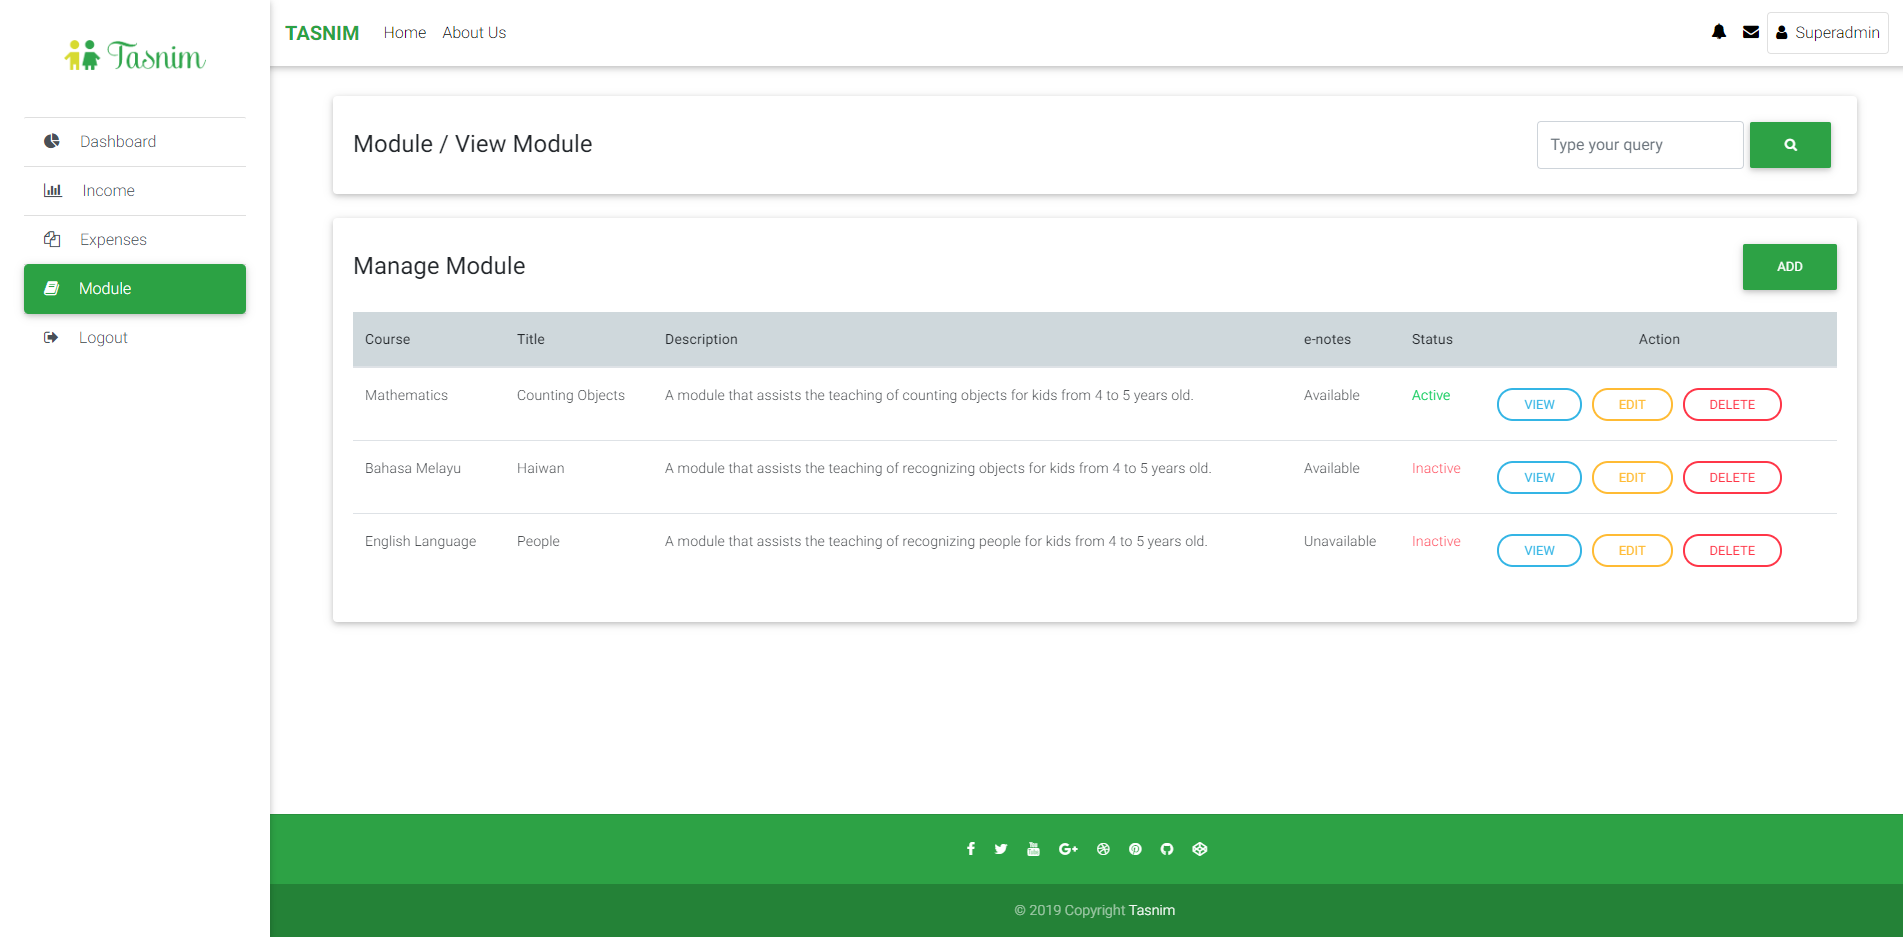 Tasnim
Dashboard
Income
Expenses
Module
Logout
TASNIM Home About Us Superadmin
Module / View Module Type your query
Manage Module ADD
Course Title Description e-notes Status Action
Mathematics Counting Objects A module that assists the teaching of counting objects for kids from 4 to 5 years old. Available Active VIEW EDIT DELETE
Bahasa Melayu Haiwan A module that assists the teaching of recognizing objects for kids from 4 to 5 years old. Available Inactive VIEW EDIT DELETE
English Language People A module that assists the teaching of recognizing people for kids from 4 to 5 years old. Unavailable Inactive VIEW EDIT DELETE
© 2019 Copyright Tasnim